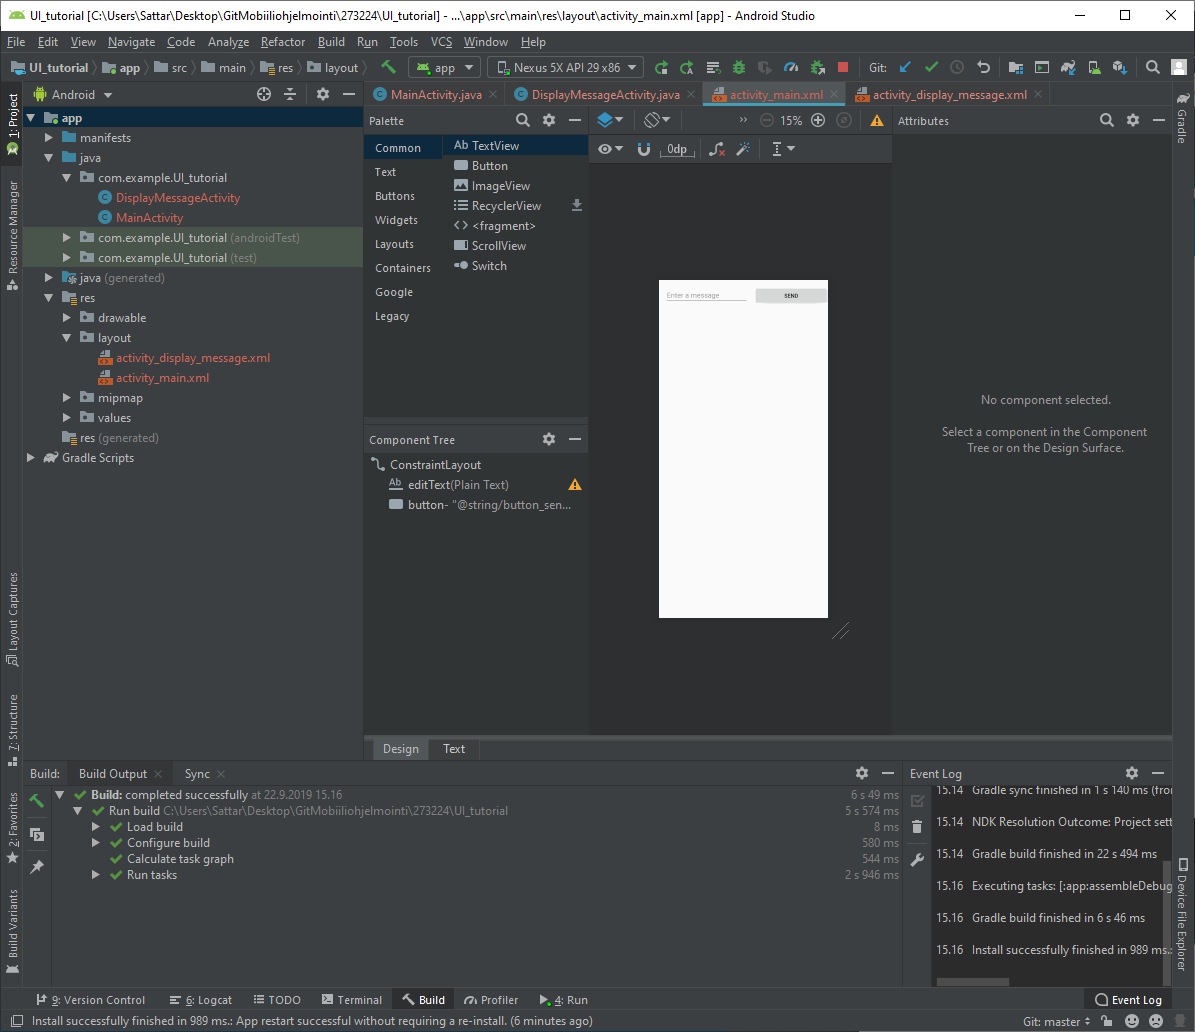 UI_tutorial [C:\Users\Sattar\Desktop\GitMobiiliohjelmointi\273224\UI_tutorial] - ...\app\src\main\res\layout\activity_main.xml [app] - Android Studio
File Edit View Navigate Code Analyze Refactor Build Run Tools VCS Window Help
UI_tutorial app src main res layout app Nexus 5X API 29 x86 Git:
1: Project
Resource Manager
Layout Captures
7: Structure
2: Favorites
Build Variants
Android
app
manifests
java
com.example.UI_tutorial
DisplayMessageActivity
MainActivity
com.example.UI_tutorial (androidTest)
com.example.UI_tutorial (test)
java (generated)
res
drawable
layout
activity_display_message.xml
activity_main.xml
mipmap
values
res (generated)
Gradle Scripts
MainActivity.java DisplayMessageActivity.java activity_main.xml activity_display_message.xml
Palette
Common
Text
Buttons
Widgets
Layouts
Containers
Google
Legacy
Ab TextView
Button
ImageView
RecyclerView
<fragment>
ScrollView
Switch
Component Tree
ConstraintLayout
Ab editText(Plain Text)
button- "@string/button_sen...
15%
0dp
Enter a message SEND
Attributes
No component selected.
Select a component in the Component
Tree or on the Design Surface.
Gradle
Device File Explorer
Design Text
Build: Build Output Sync
Build: completed successfully at 22.9.2019 15.16 6 s 49 ms
Run build C:\Users\Sattar\Desktop\GitMobiiliohjelmointi\273224\UI_tutorial 5 s 574 ms
Load build 8 ms
Configure build 580 ms
Calculate task graph 544 ms
Run tasks 2 s 946 ms
Event Log
15.14 Gradle sync finished in 1 s 140 ms (fror
15.14 NDK Resolution Outcome: Project sett
15.14 Gradle build finished in 22 s 494 ms
15.16 Executing tasks: [:app:assembleDebug
15.16 Gradle build finished in 6 s 46 ms
15.16 Install successfully finished in 989 ms.:
9: Version Control 6: Logcat TODO Terminal Build Profiler 4: Run Event Log
Install successfully finished in 989 ms.: App restart successful without requiring a re-install. (6 minutes ago) Git: master